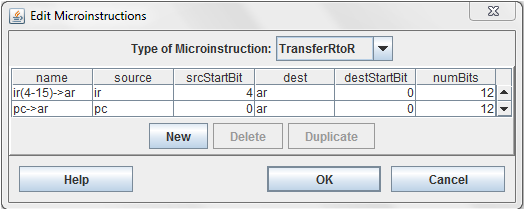 Edit Microinstructions
Type of Microinstruction: TransferRtoR
name source srcStartBit dest destStartBit numBits
ir(4-15)->ar ir 4 ar 0 12
pc->ar pc 0 ar 0 12
New Delete Duplicate
Help OK Cancel